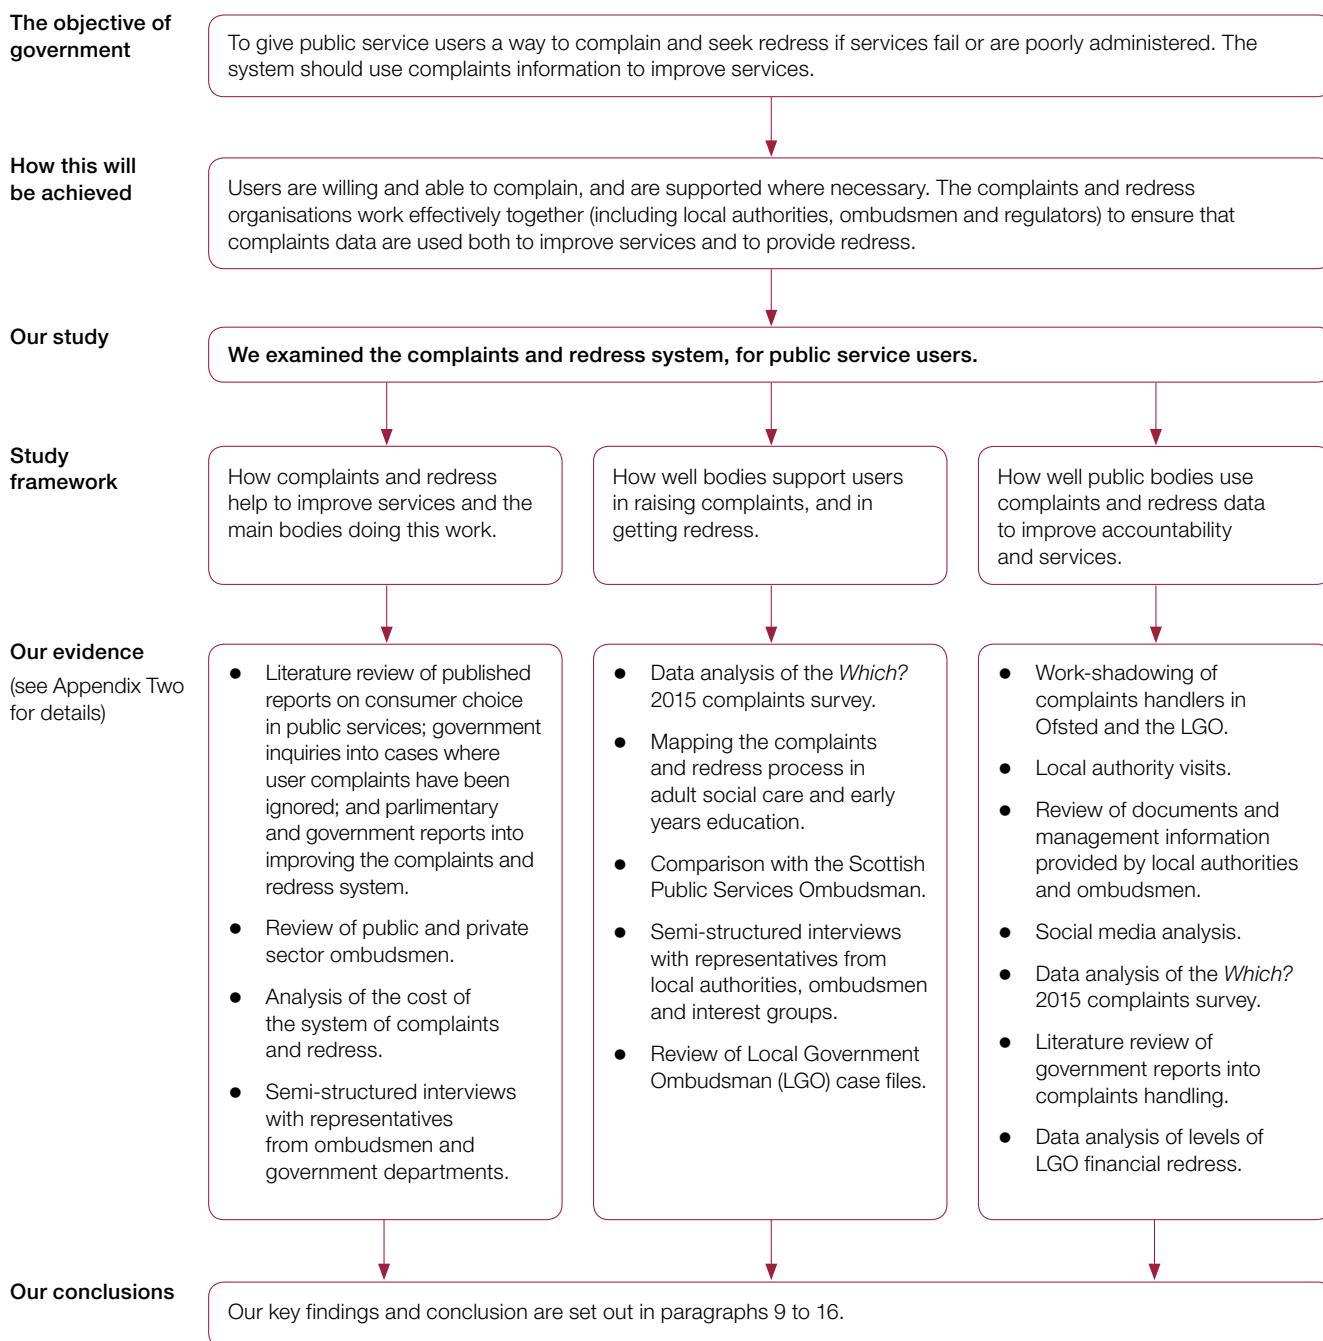 The objective of
government
To give public service users a way to complain and seek redress if services fail or are poorly administered. The
system should use complaints information to improve services.
How this will
be achieved
Users are willing and able to complain, and are supported where necessary. The complaints and redress
organisations work effectively together (including local authorities, ombudsmen and regulators) to ensure that
complaints data are used both to improve services and to provide redress.
Our study
We examined the complaints and redress system, for public service users.
Study
framework
How complaints and redress
help to improve services and the
main bodies doing this work.
How well bodies support users
in raising complaints, and in
getting redress.
How well public bodies use
complaints and redress data
to improve accountability
and services.
Our evidence
(see Appendix Two
for details)
● Literature review of published
reports on consumer choice
in public services; government
inquiries into cases where
user complaints have been
ignored; and parlimentary
and government reports into
improving the complaints and
redress system.
● Review of public and private
sector ombudsmen.
● Analysis of the cost of
the system of complaints
and redress.
● Semi-structured interviews
with representatives
from ombudsmen and
government departments.
● Data analysis of the Which?
2015 complaints survey.
● Mapping the complaints
and redress process in
adult social care and early
years education.
● Comparison with the Scottish
Public Services Ombudsman.
● Semi-structured interviews
with representatives from
local authorities, ombudsmen
and interest groups.
● Review of Local Government
Ombudsman (LGO) case files.
● Work-shadowing of
complaints handlers in
Ofsted and the LGO.
● Local authority visits.
● Review of documents and
management information
provided by local authorities
and ombudsmen.
● Social media analysis.
● Data analysis of the Which?
2015 complaints survey.
● Literature review of
government reports into
complaints handling.
● Data analysis of levels of
LGO financial redress.
Our conclusions
Our key findings and conclusion are set out in paragraphs 9 to 16.